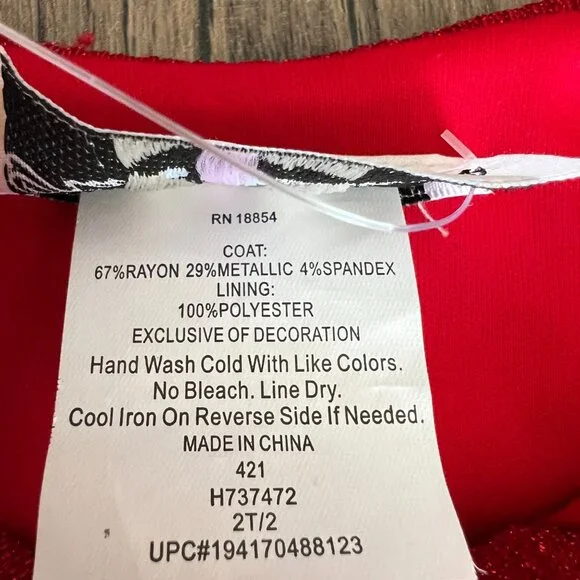 RN 18854
COAT:
67%RAYON 29%METALLIC 4%SPANDEX
LINING:
100%POLYESTER
EXCLUSIVE OF DECORATION
Hand Wash Cold With Like Colors.
No Bleach. Line Dry.
Cool Iron On Reverse Side If Needed.
MADE IN CHINA
421
H737472
2T/2
UPC#194170488123